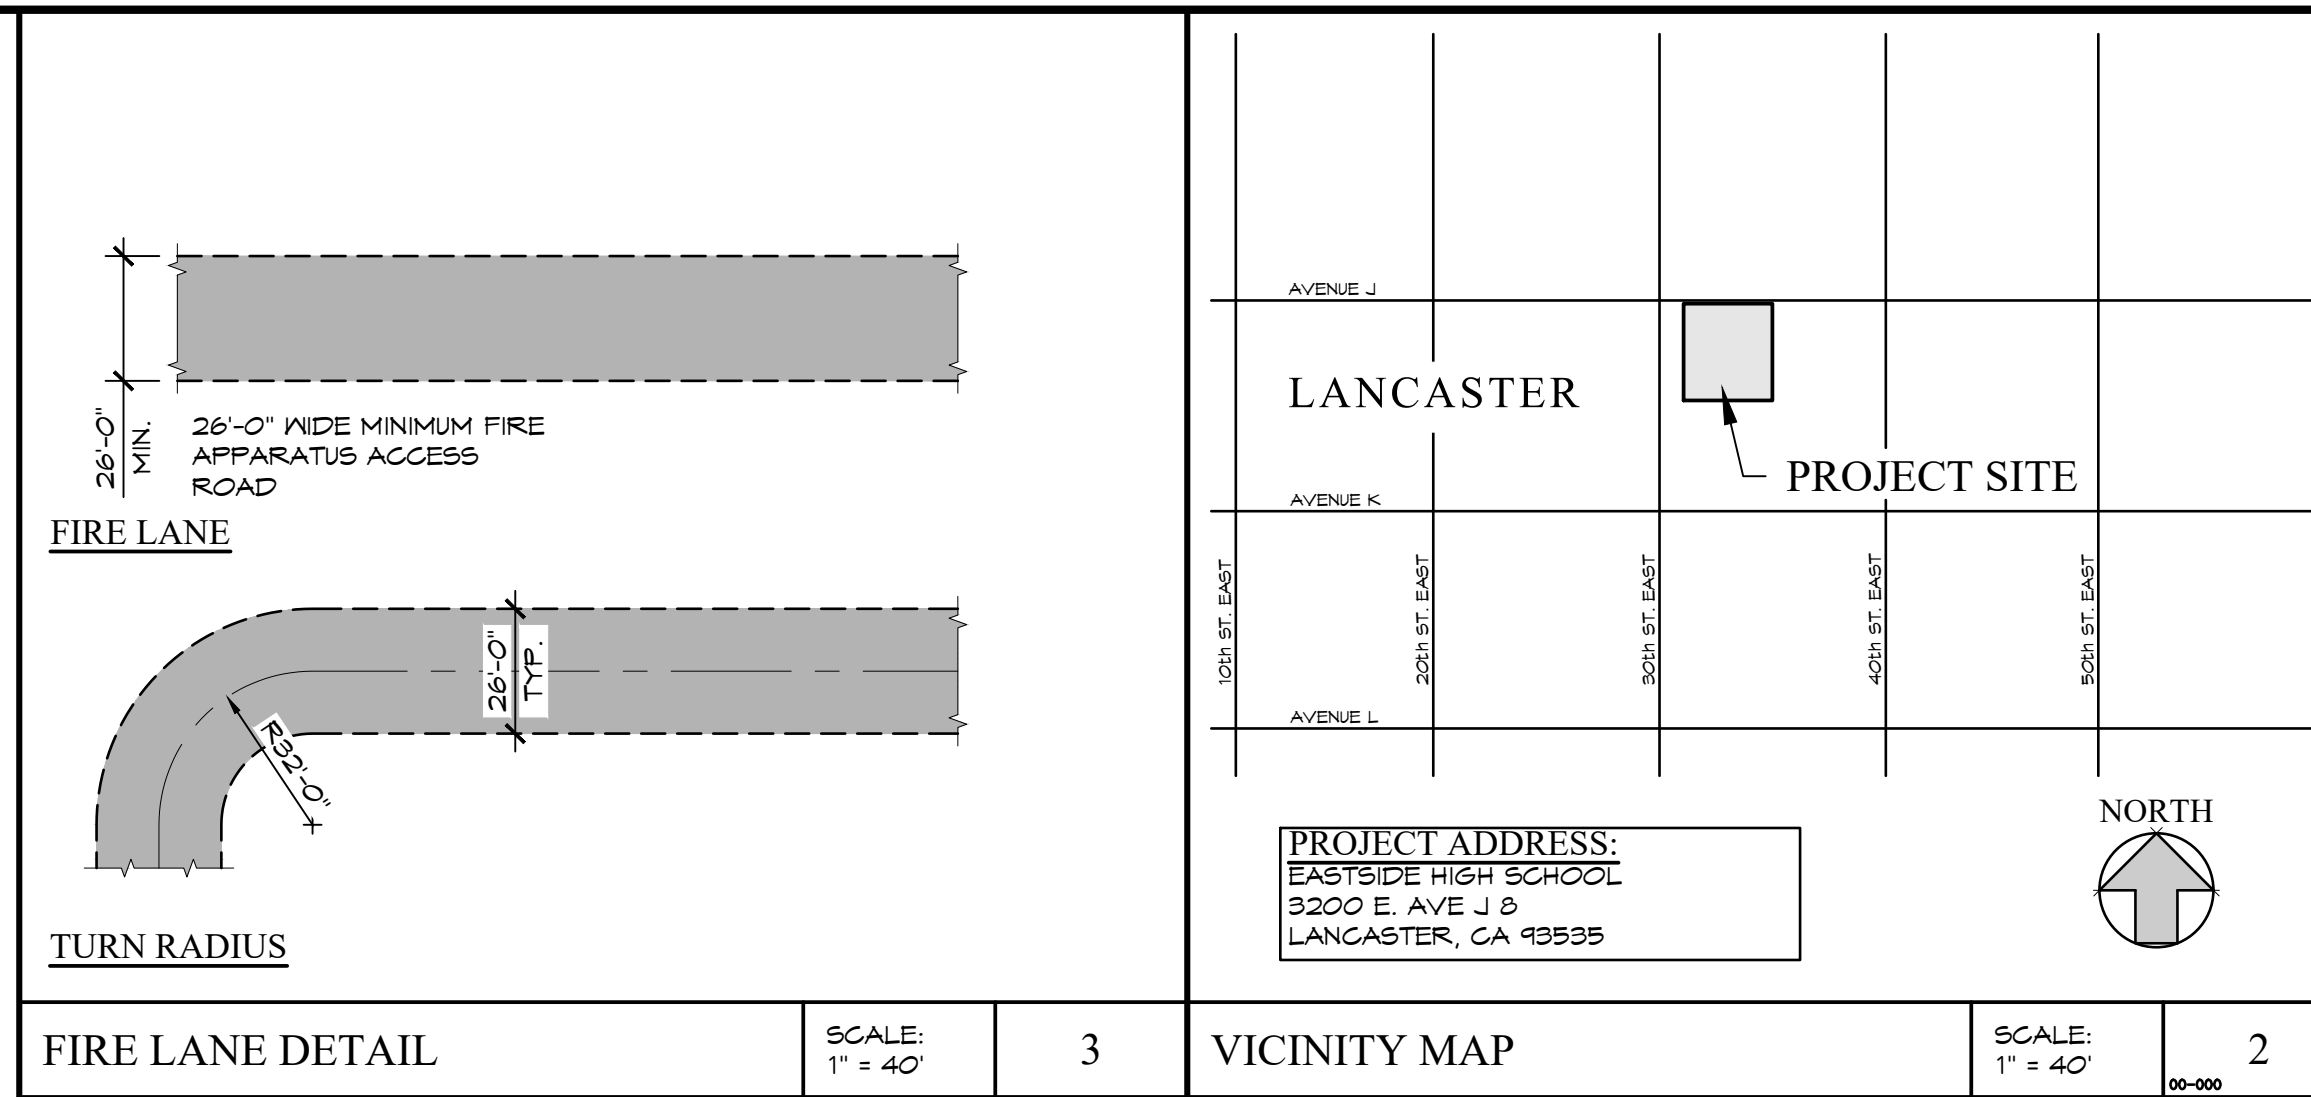 26'-0"
MIN.
26'-0" WIDE MINIMUM FIRE
APPARATUS ACCESS
ROAD
FIRE LANE
26'-0"
TYP.
R32'-0"
TURN RADIUS
FIRE LANE DETAIL
SCALE:
1" = 40'
3
AVENUE J
LANCASTER
PROJECT SITE
AVENUE K
10th ST. EAST
20th ST. EAST
30th ST. EAST
40th ST. EAST
50th ST. EAST
AVENUE L
NORTH
PROJECT ADDRESS:
EASTSIDE HIGH SCHOOL
3200 E. AVE J 8
LANCASTER, CA 93535
VICINITY MAP
SCALE:
1" = 40'
2
00-000